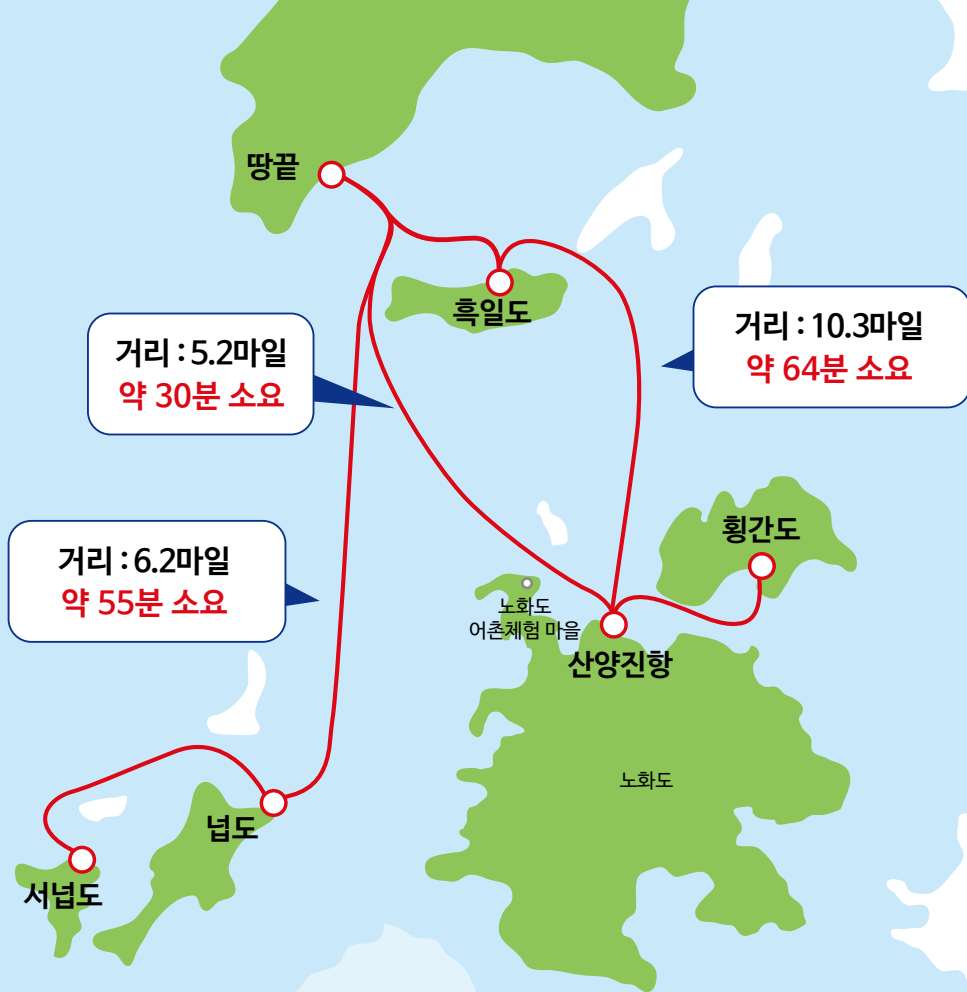 땅끝
흑일도
거리 : 5.2마일
약 30분 소요
거리 : 10.3마일
약 64분 소요
거리 : 6.2마일
약 55분 소요
횡간도
노화도
어촌체험 마을
산양진항
노화도
넙도
서넙도